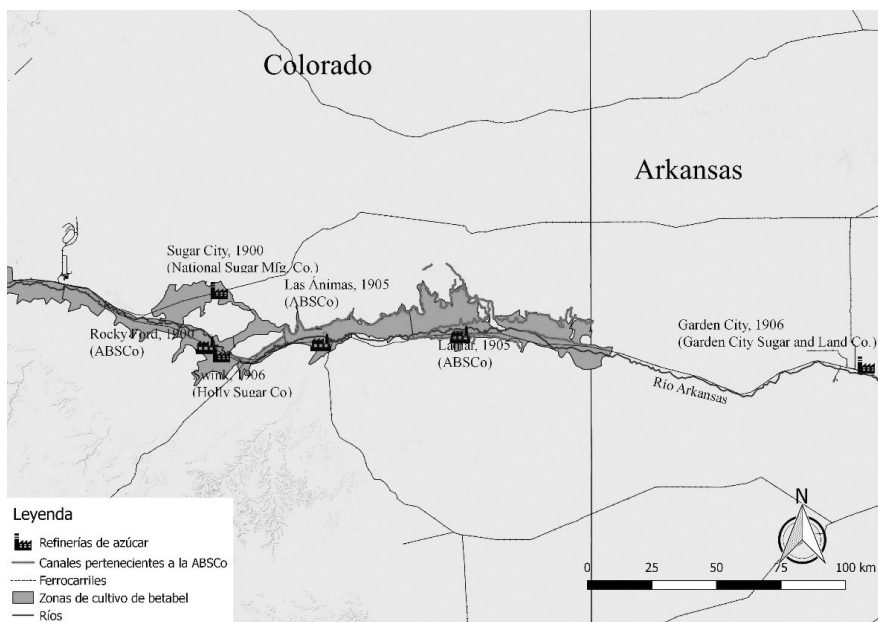 Colorado
Arkansas
Sugar City, 1900
(National Sugar Mfg. Co.)
Las Ánimas, 1905
(ABSCo)
Rocky Ford, 1900
(ABSCo)
Swink, 1906
(Holly Sugar Co)
Lamar, 1905
(ABSCo)
Garden City, 1906
(Garden City Sugar and Land Co.)
Río Arkansas
Leyenda
Refinerías de azúcar
Canales pertenecientes a la ABSCo
Ferrocarriles
Zonas de cultivo de betabel
Ríos
N
0 25 50 75 100 km